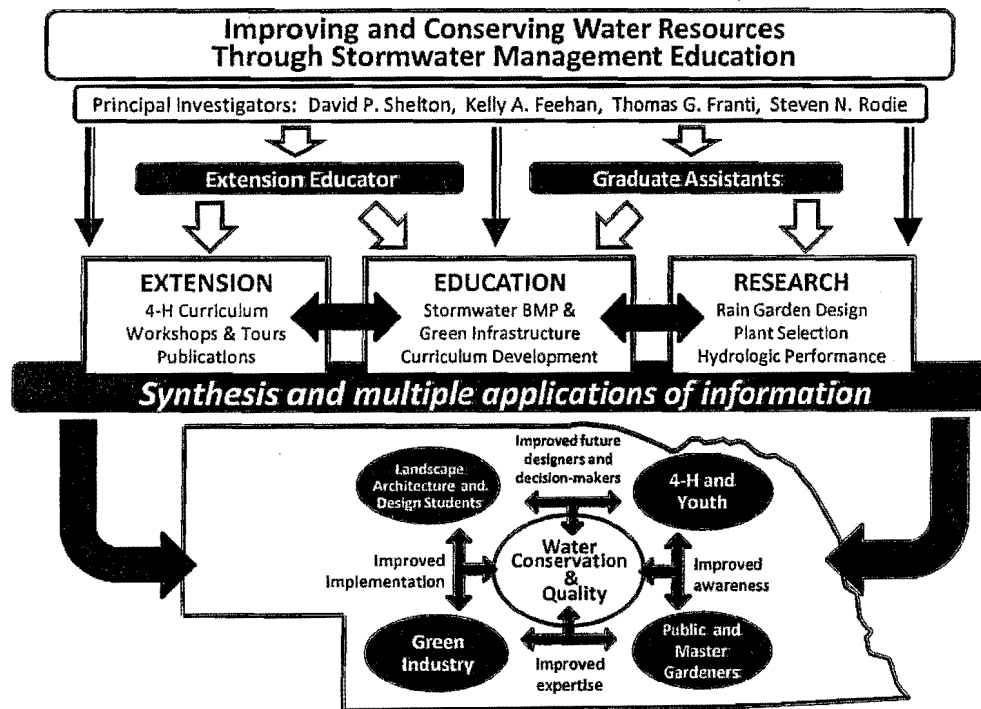 Improving and Conserving Water Resources
Through Stormwater Management Education
Principal Investigators: David P. Shelton, Kelly A. Feehan, Thomas G. Franti, Steven N. Rodie
Extension Educator
Graduate Assistants
EXTENSION
4-H Curriculum
Workshops & Tours
Publications
EDUCATION
Stormwater BMP &
Green Infrastructure
Curriculum Development
RESEARCH
Rain Garden Design
Plant Selection
Hydrologic Performance
Synthesis and multiple applications of information
Landscape
Architecture and
Design Students
Improved future
designers and
decision-makers
4-H and
Youth
Improved
Implementation
Water
Conservation
&
Quality
Improved
awareness
Green
Industry
Improved
expertise
Public and
Master
Gardeners